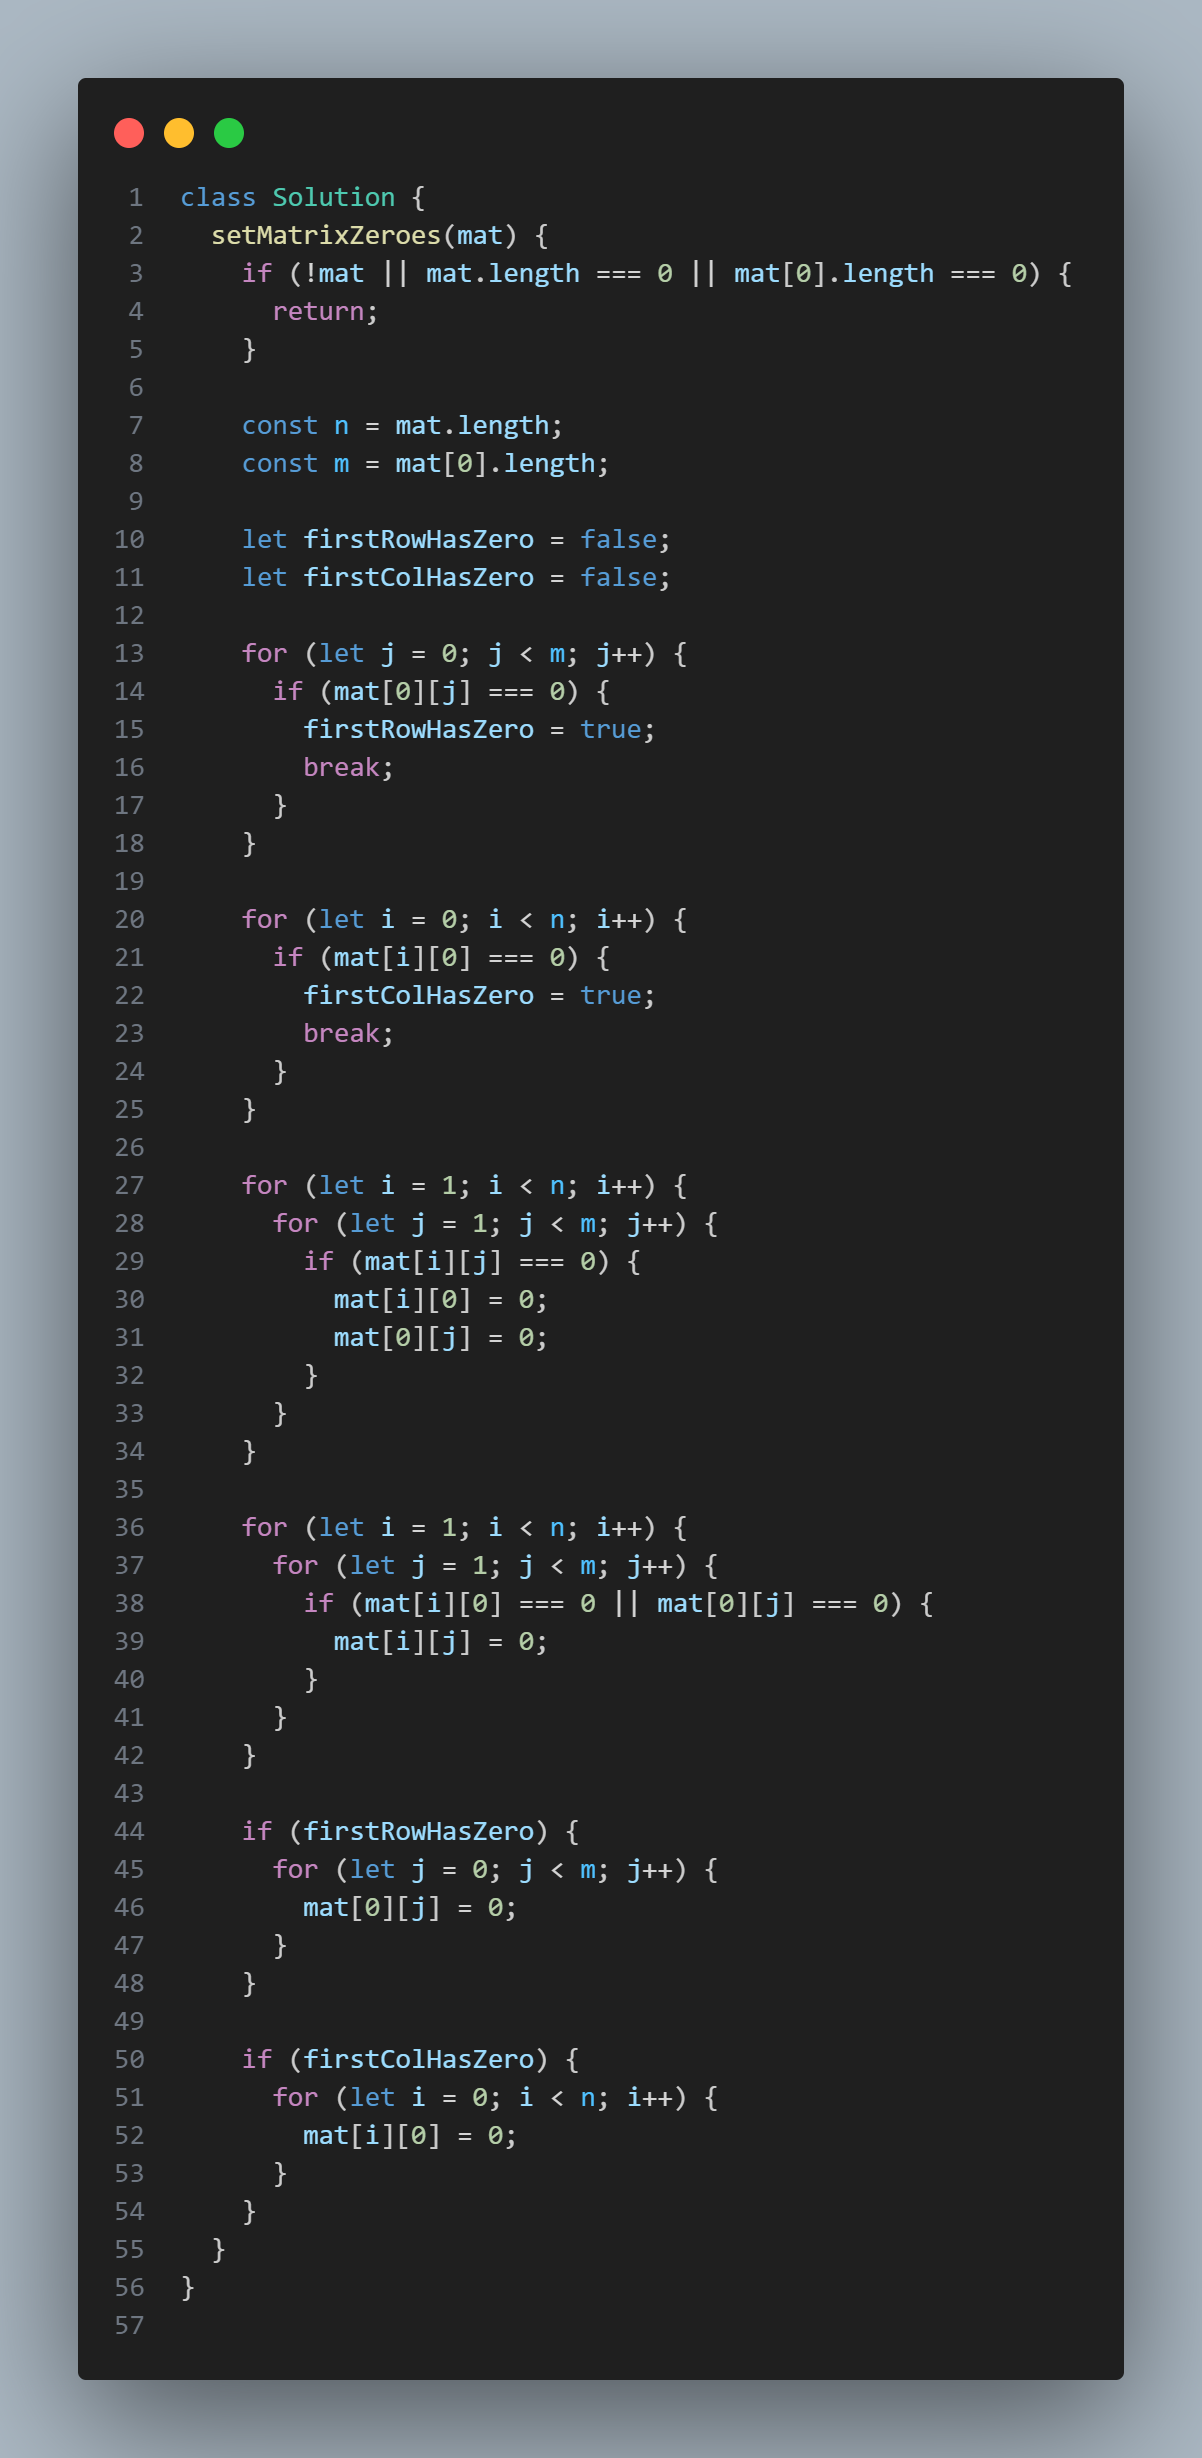 1 class Solution {
2   setMatrixZeroes(mat) {
3     if (!mat || mat.length === 0 || mat[0].length === 0) {
4       return;
5     }
6
7     const n = mat.length;
8     const m = mat[0].length;
9
10     let firstRowHasZero = false;
11     let firstColHasZero = false;
12
13     for (let j = 0; j < m; j++) {
14       if (mat[0][j] === 0) {
15         firstRowHasZero = true;
16         break;
17       }
18     }
19
20     for (let i = 0; i < n; i++) {
21       if (mat[i][0] === 0) {
22         firstColHasZero = true;
23         break;
24       }
25     }
26
27     for (let i = 1; i < n; i++) {
28       for (let j = 1; j < m; j++) {
29         if (mat[i][j] === 0) {
30           mat[i][0] = 0;
31           mat[0][j] = 0;
32         }
33       }
34     }
35
36     for (let i = 1; i < n; i++) {
37       for (let j = 1; j < m; j++) {
38         if (mat[i][0] === 0 || mat[0][j] === 0) {
39           mat[i][j] = 0;
40         }
41       }
42     }
43
44     if (firstRowHasZero) {
45       for (let j = 0; j < m; j++) {
46         mat[0][j] = 0;
47       }
48     }
49
50     if (firstColHasZero) {
51       for (let i = 0; i < n; i++) {
52         mat[i][0] = 0;
53       }
54     }
55   }
56 }
57